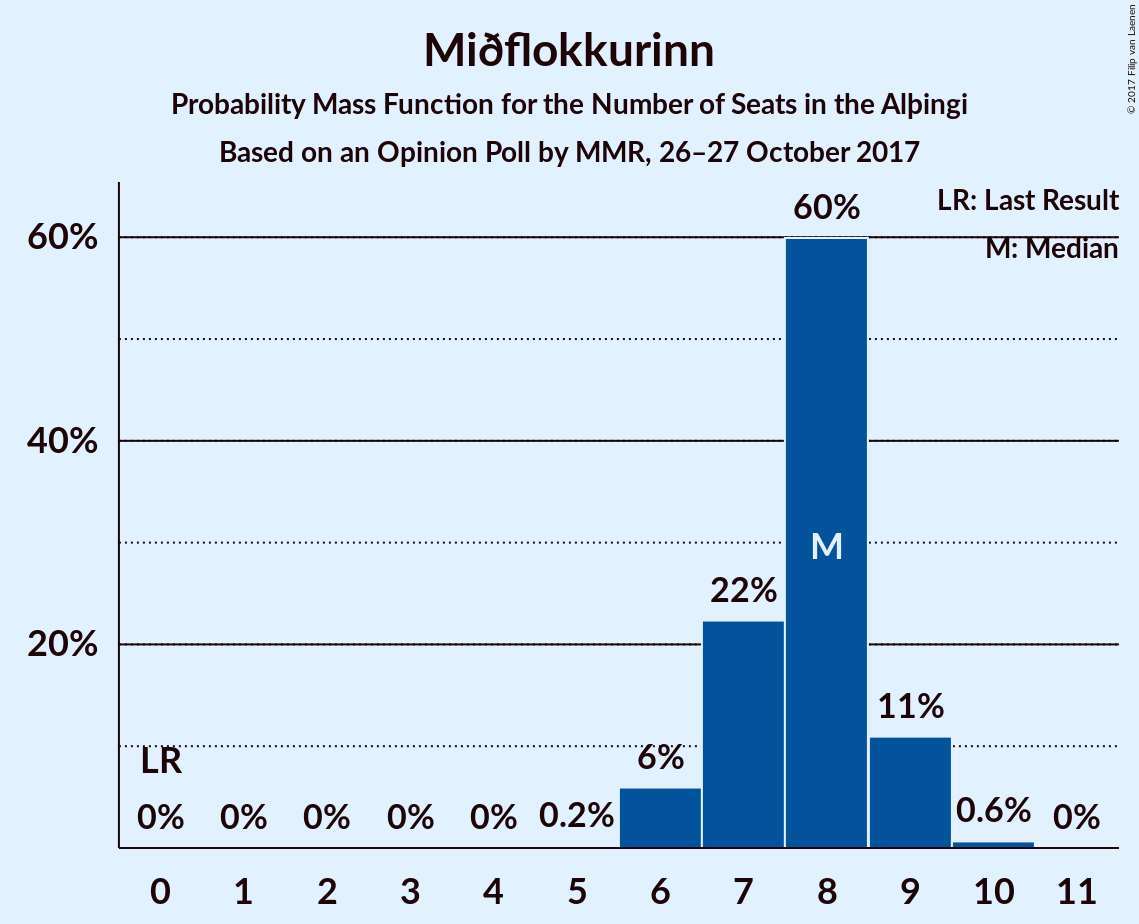 Miðflokkurinn
Probability Mass Function for the Number of Seats in the Alþingi
Based on an Opinion Poll by MMR, 26–27 October 2017
© 2017 Filip van Laenen
LR: Last Result
M: Median
60%
40%
20%
60%
M
22%
11%
6%
LR
0% 0% 0% 0% 0% 0.2% 0.6% 0%
0 1 2 3 4 5 6 7 8 9 10 11